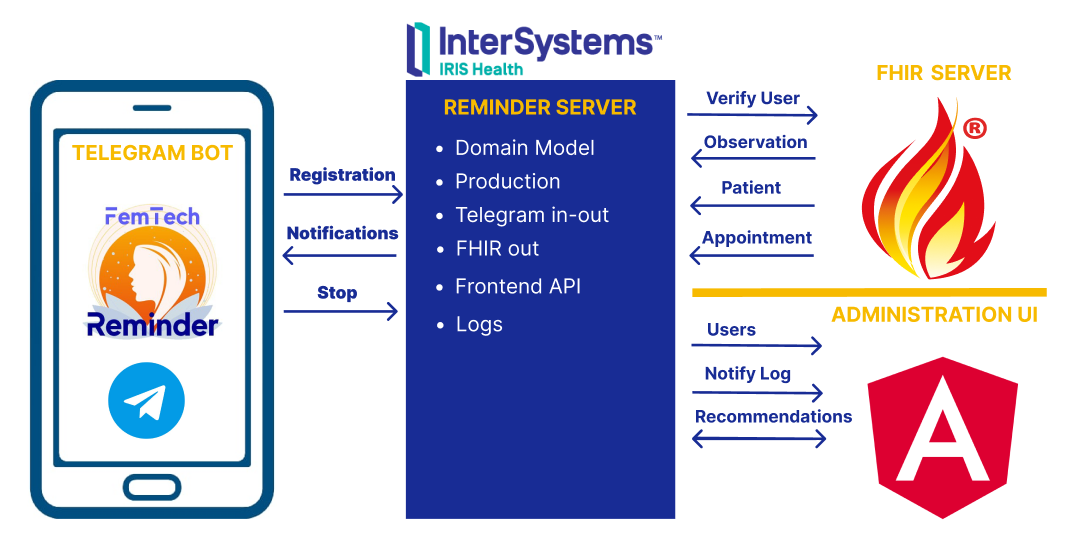 InterSystems™
IRIS Health
TELEGRAM BOT
FemTech
Reminder
Registration
Notifications
Stop
REMINDER SERVER
• Domain Model
• Production
• Telegram in-out
• FHIR out
• Frontend API
• Logs
FHIR SERVER
®
Verify User
Observation
Patient
Appointment
ADMINISTRATION UI
Users
Notify Log
Recommendations
A